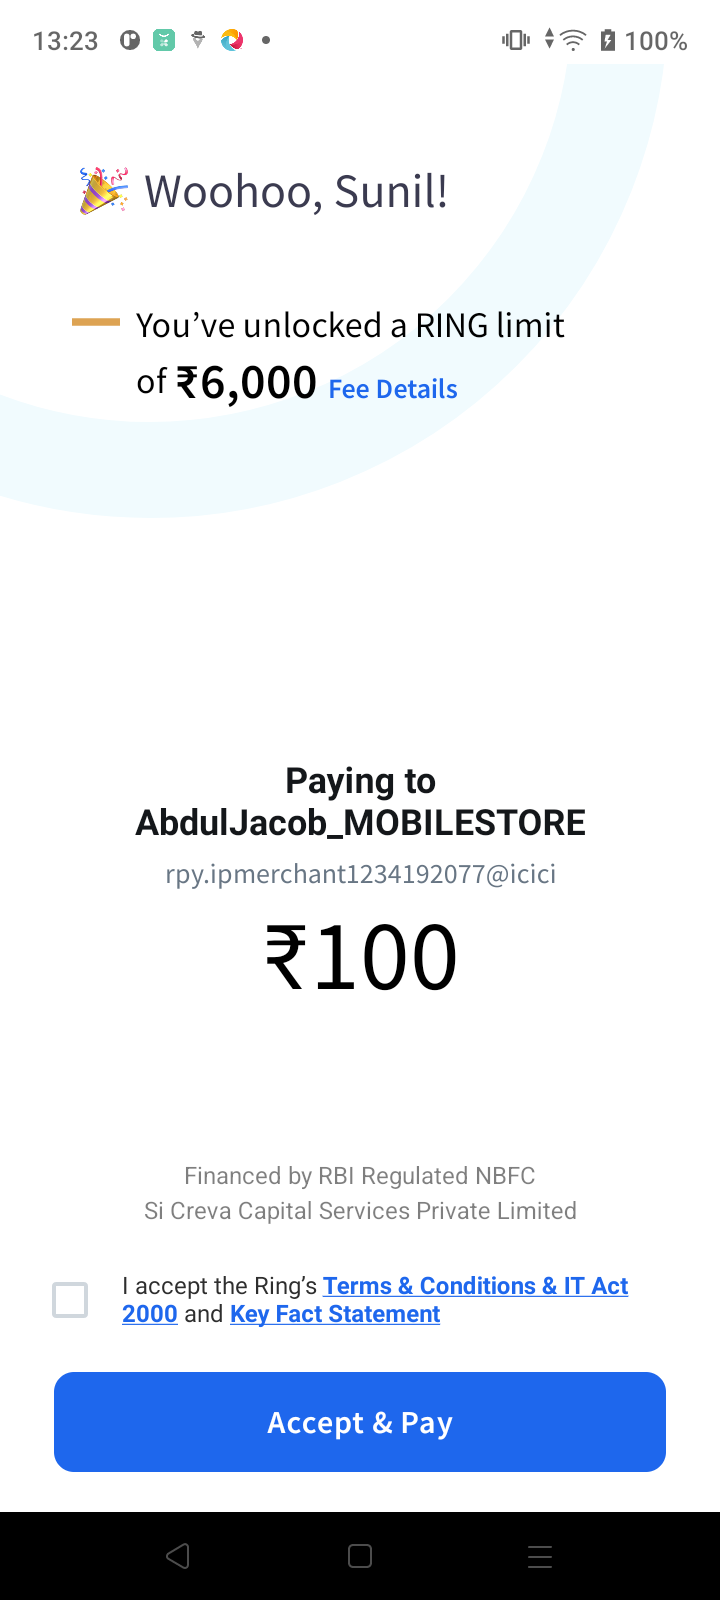 13:23
100%
Woohoo, Sunil!
You’ve unlocked a RING limit
of ₹6,000 Fee Details
Paying to
AbdulJacob_MOBILESTORE
rpy.ipmerchant1234192077@icici
₹100
Financed by RBI Regulated NBFC
Si Creva Capital Services Private Limited
I accept the Ring’s Terms & Conditions & IT Act
2000 and Key Fact Statement
Accept & Pay